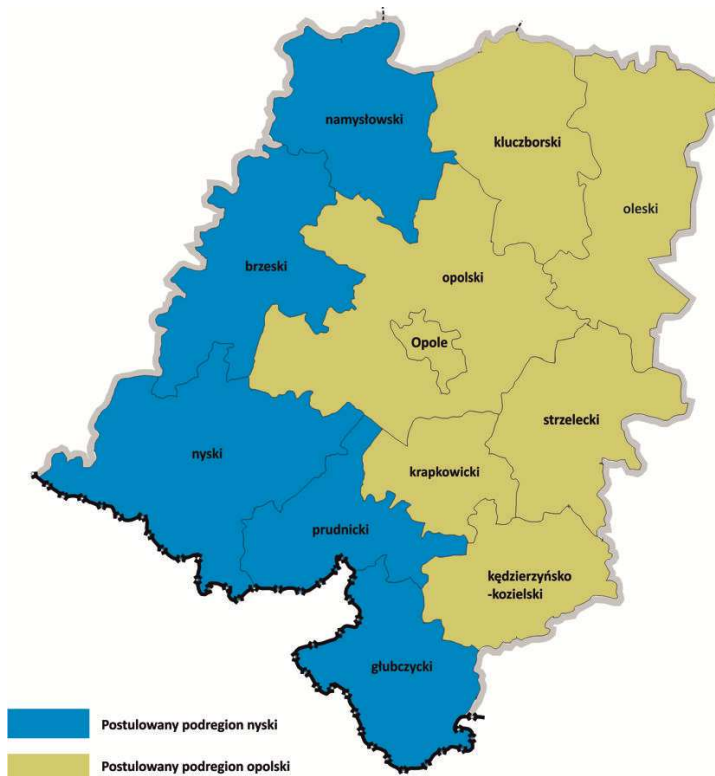 namysłowski
kluczborski
oleski
brzeski
opolski
Opole
strzelecki
nyski
krapkowicki
prudnicki
kędzierzyńsko
-kozielski
głubczycki
Postulowany podregion nyski
Postulowany podregion opolski